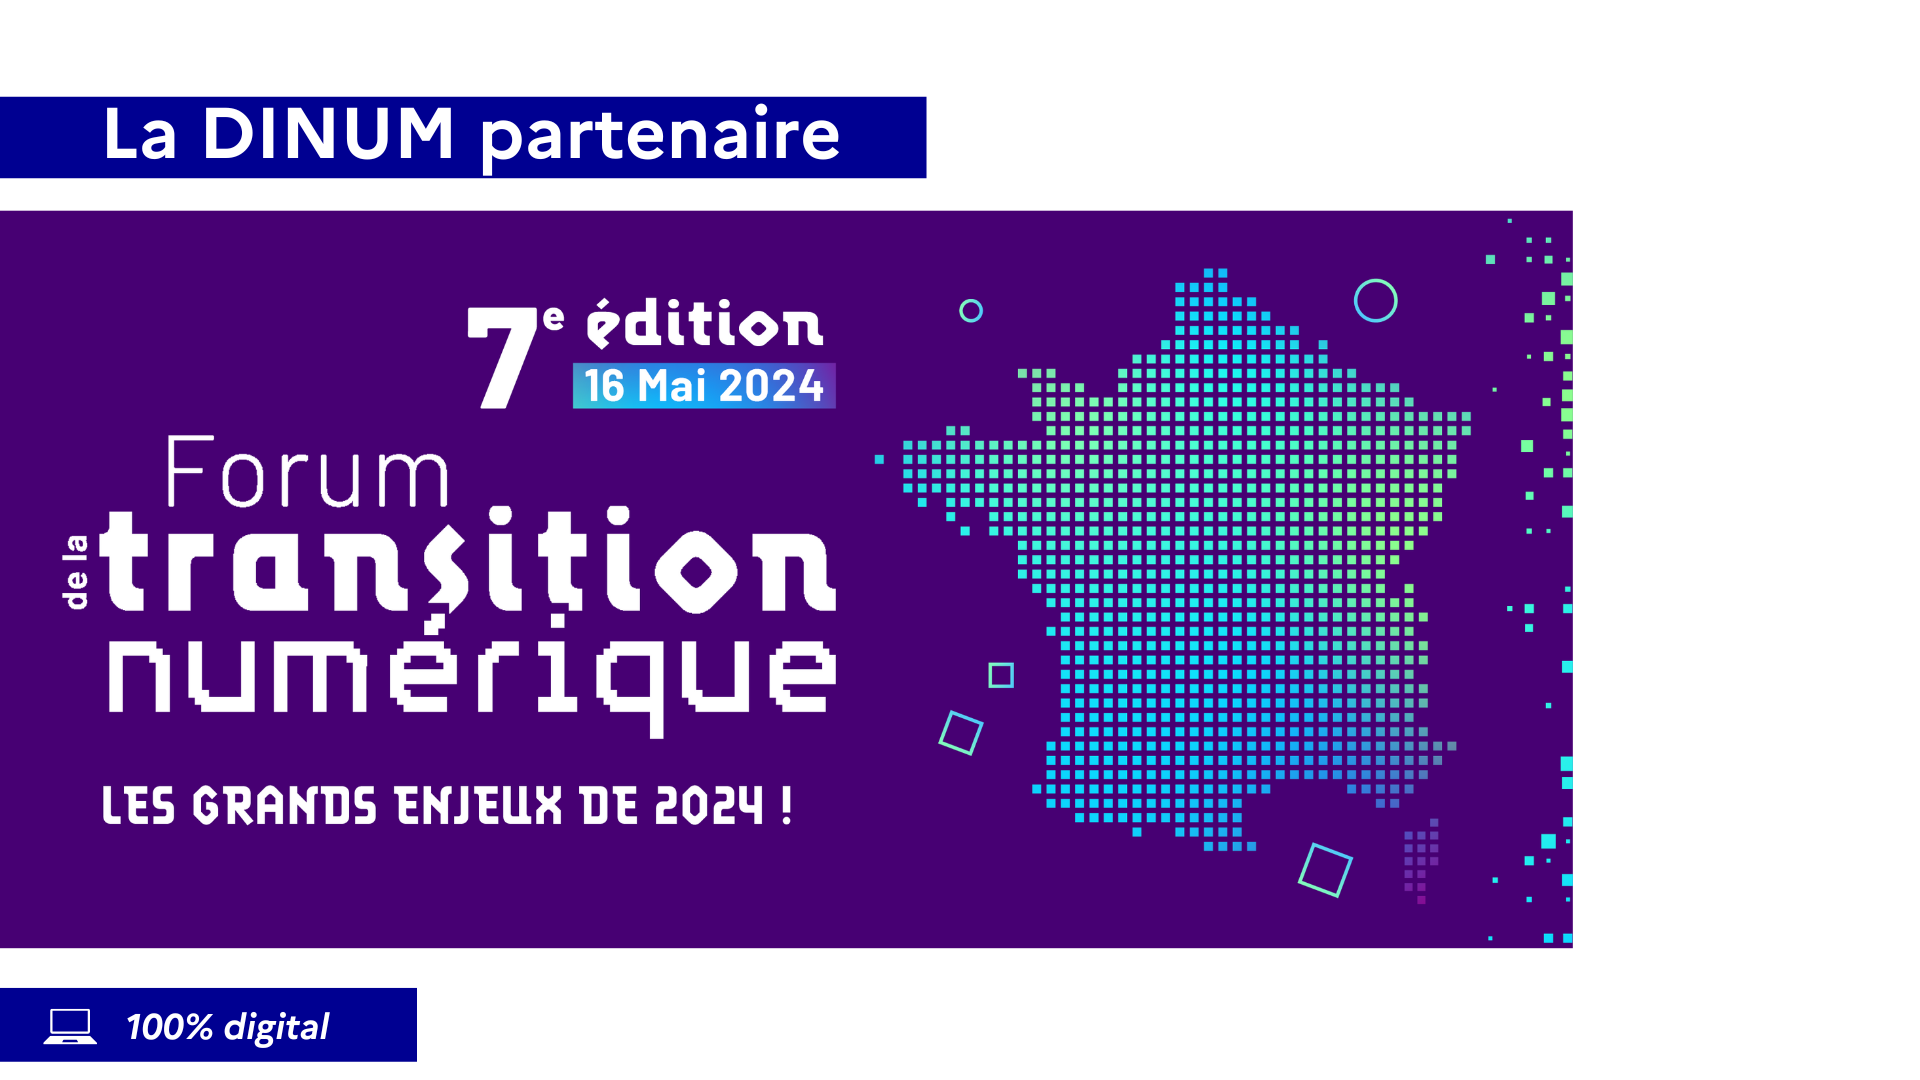 La DINUM partenaire
7e édition
16 Mai 2024
Forum
de la transition
numérique
LES GRANDS ENJEUX DE 2024 !
100% digital